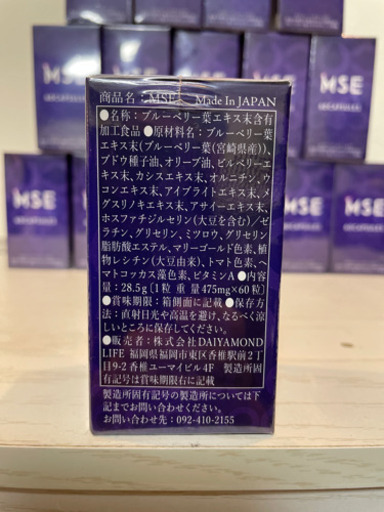 MSE
60CAPSULES
MSE
60CAPSULES
MSE
商品名：MSE Made In JAPAN
●名称：ブルーベリー葉エキス末含有
加工食品●原材料名：ブルーベリー葉
エキス末(ブルーベリー葉(宮崎県産))、
ブドウ種子油、オリーブ油、ビルベリーエ
キス末、カシスエキス末、オルニチン、ウ
コンエキス末、アイブライトエキス末、メ
グスリノキエキス末、アサイーエキス末、
ホスファチジルセリン(大豆を含む)／ゼ
ラチン、グリセリン、ミツロウ、グリセリン
脂肪酸エステル、マリーゴールド色素、植
物レシチン(大豆由来)、トマト色素、ヘ
マトコッカス藻色素、ビタミンA●内容
量：28.5g(1粒 重量 475mg×60粒)
●賞味期限：箱側面に記載●保存方
法：直射日光や高温を避け、なるべく涼
しいところに保存してください。
●販売者：株式会社DAIYAMOND
LIFE 福岡県福岡市東区香椎駅前2丁
目9-2 香椎ユーマイビル4F 製造所固
有記号は賞味期限右に記載
製造所固有記号の製造所については下
記までお問い合わせ下さい。
お問い合わせ先：092-410-2155